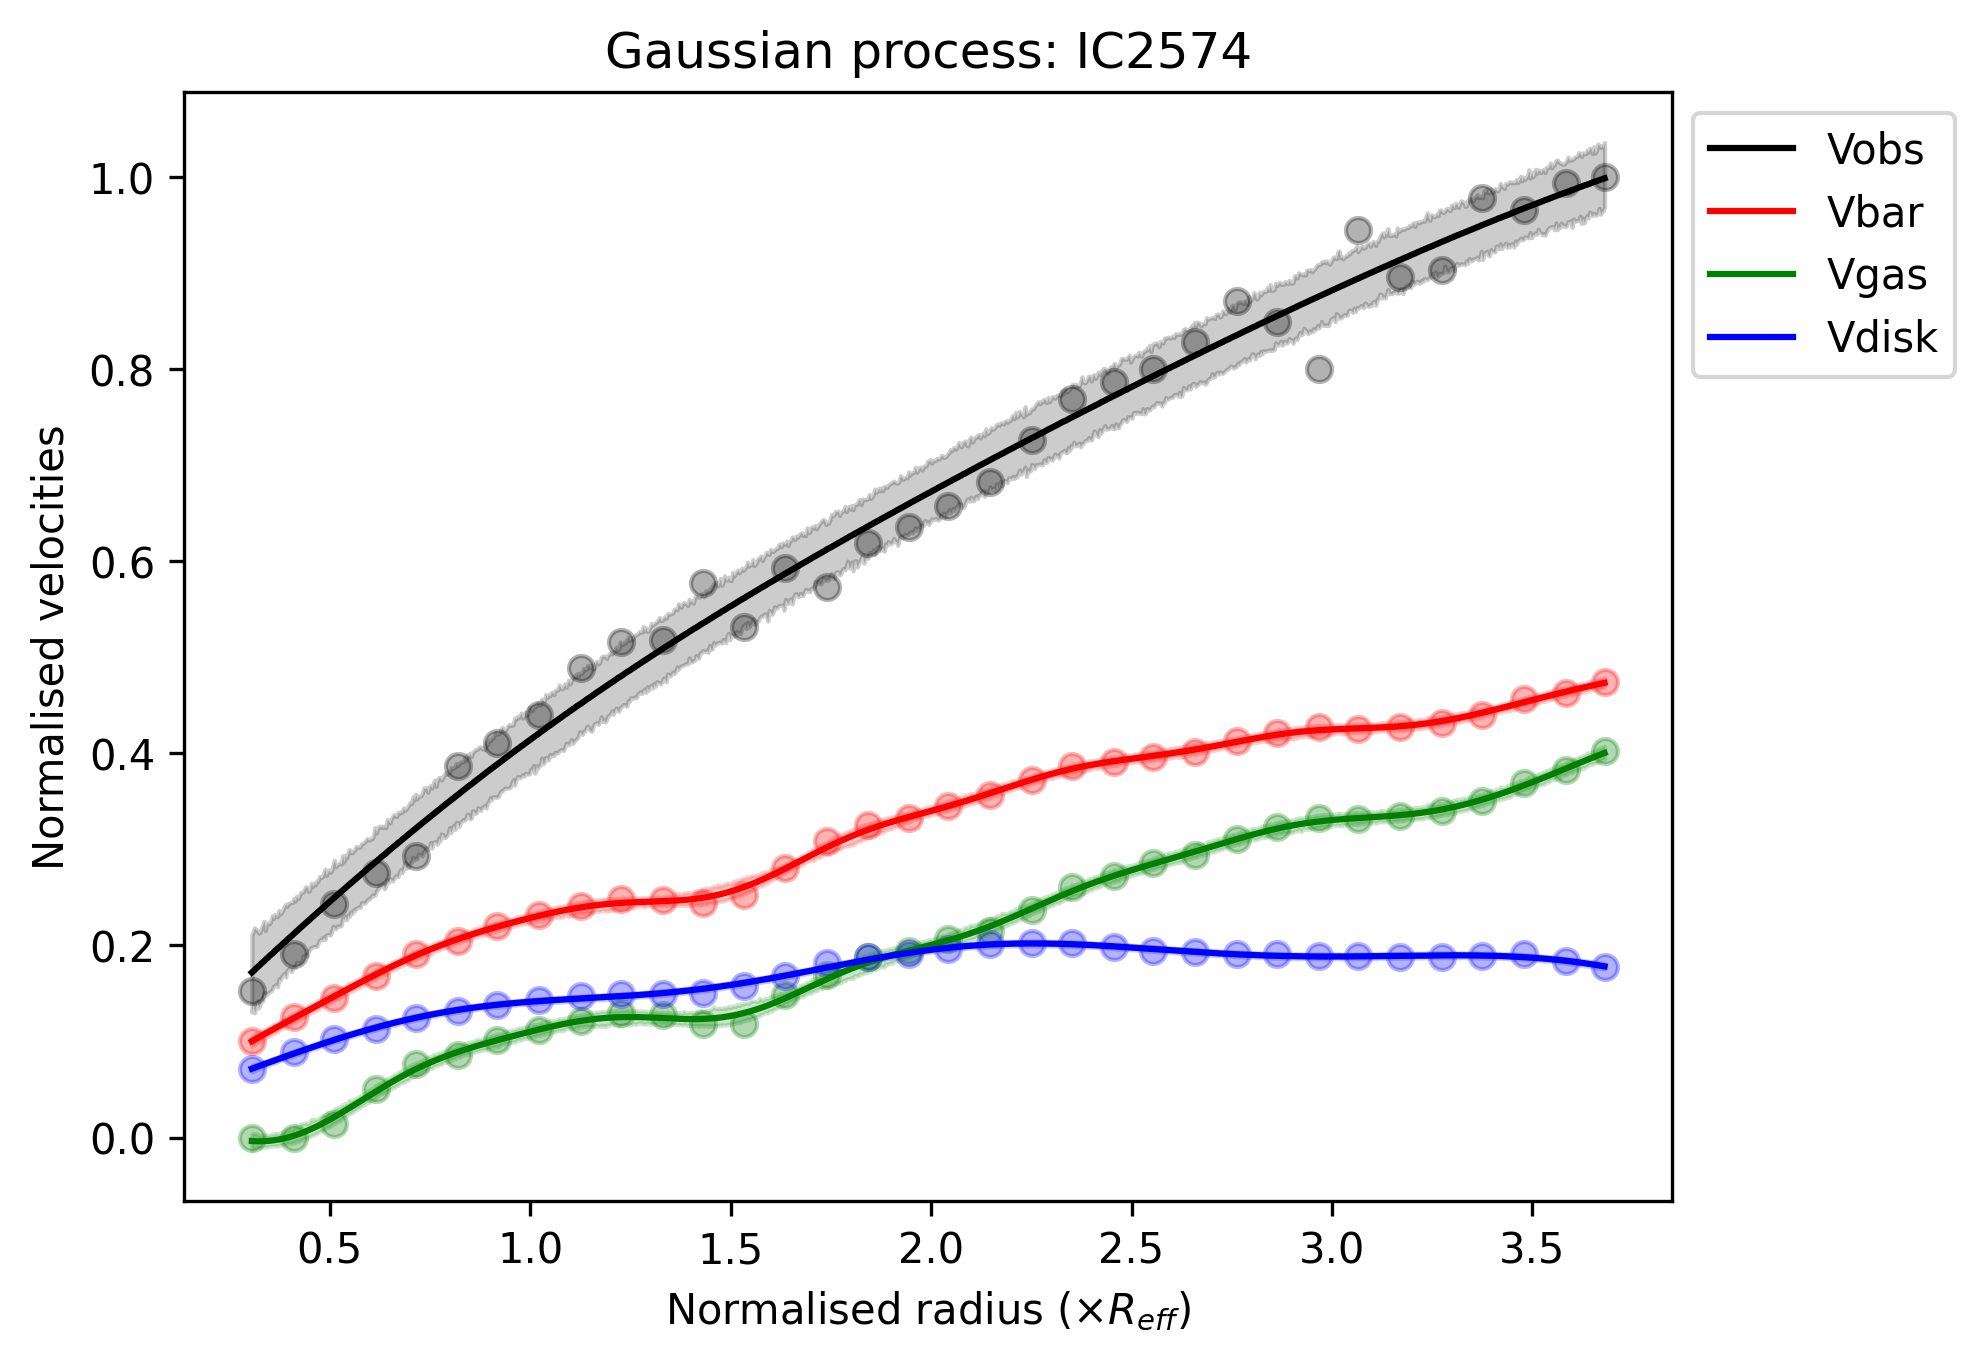 Gaussian process: IC2574
Vobs
Vbar
Vgas
Vdisk
Normalised velocities
1.0
0.8
0.6
0.4
0.2
0.0
0.5 1.0 1.5 2.0 2.5 3.0 3.5
Normalised radius (×R_eff)